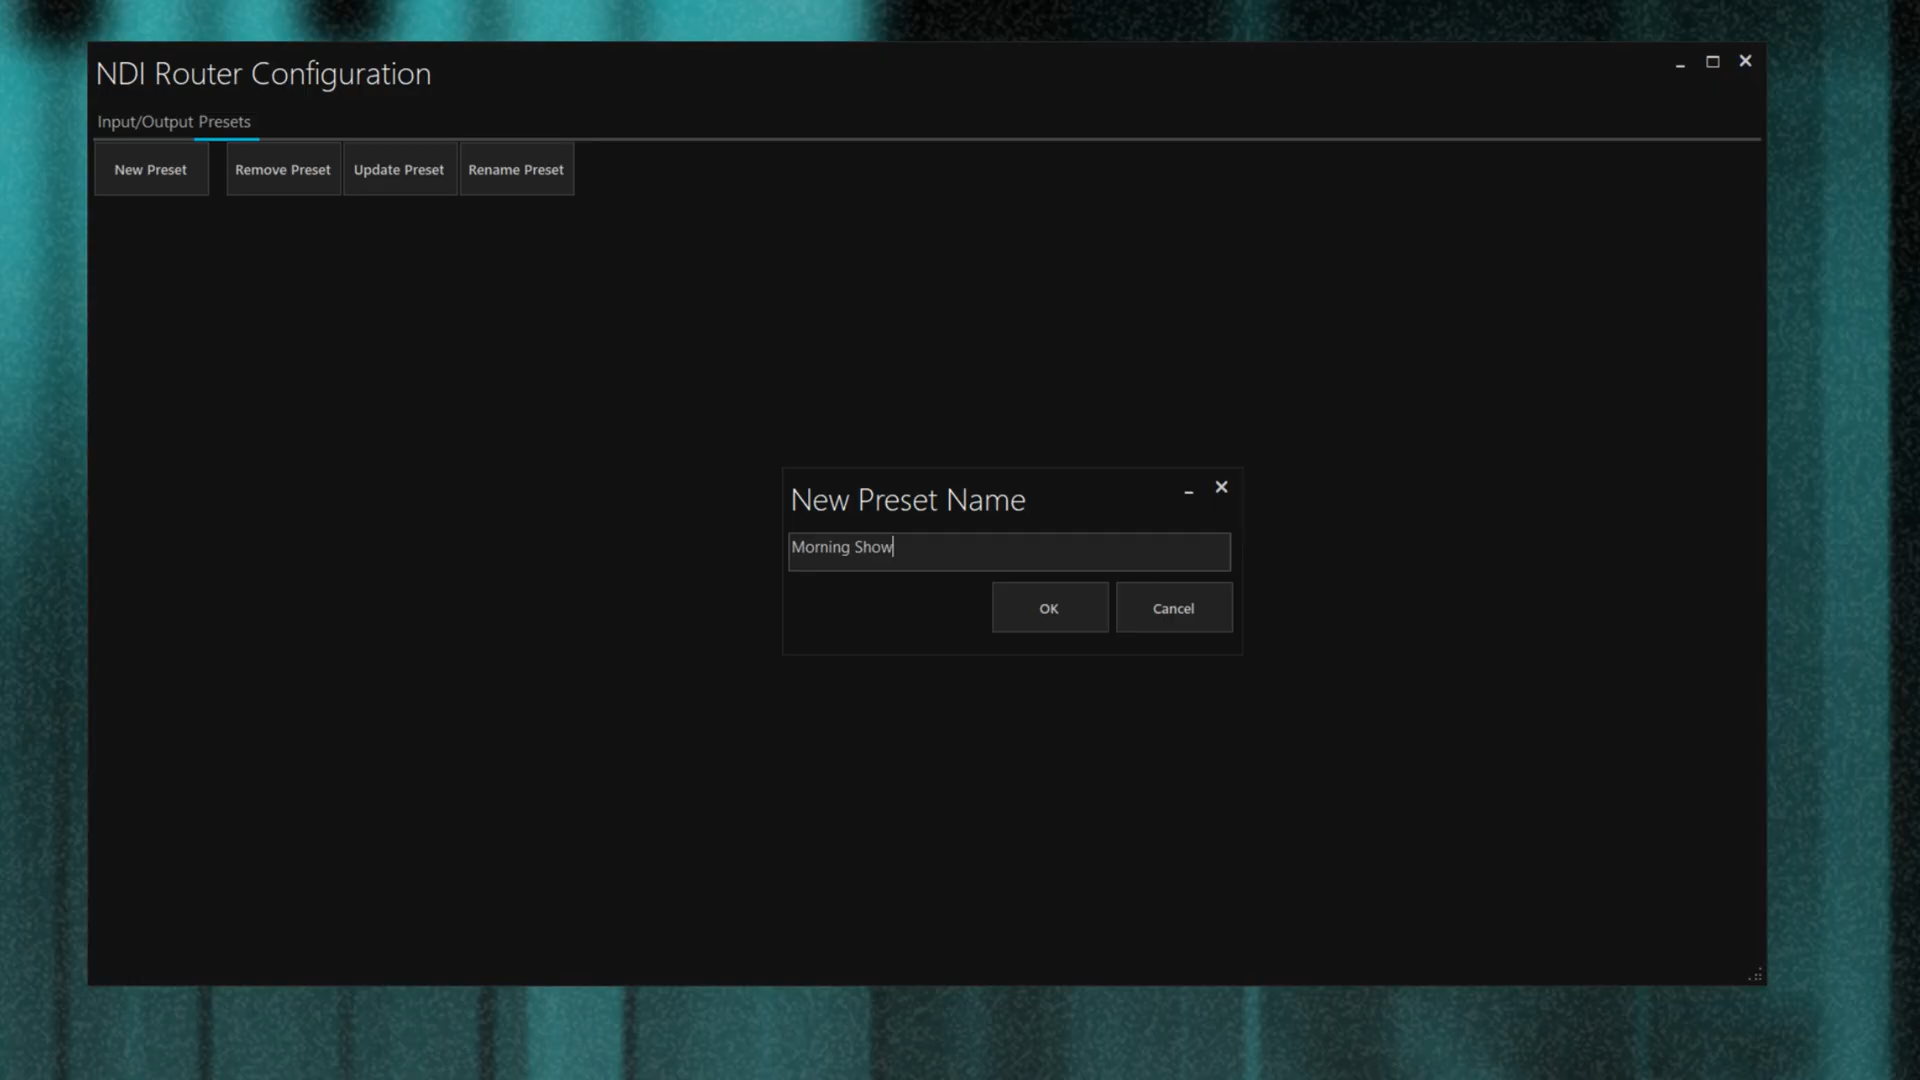 NDI Router Configuration
Input/Output Presets
New Preset Remove Preset Update Preset Rename Preset
New Preset Name
Morning Show
OK Cancel